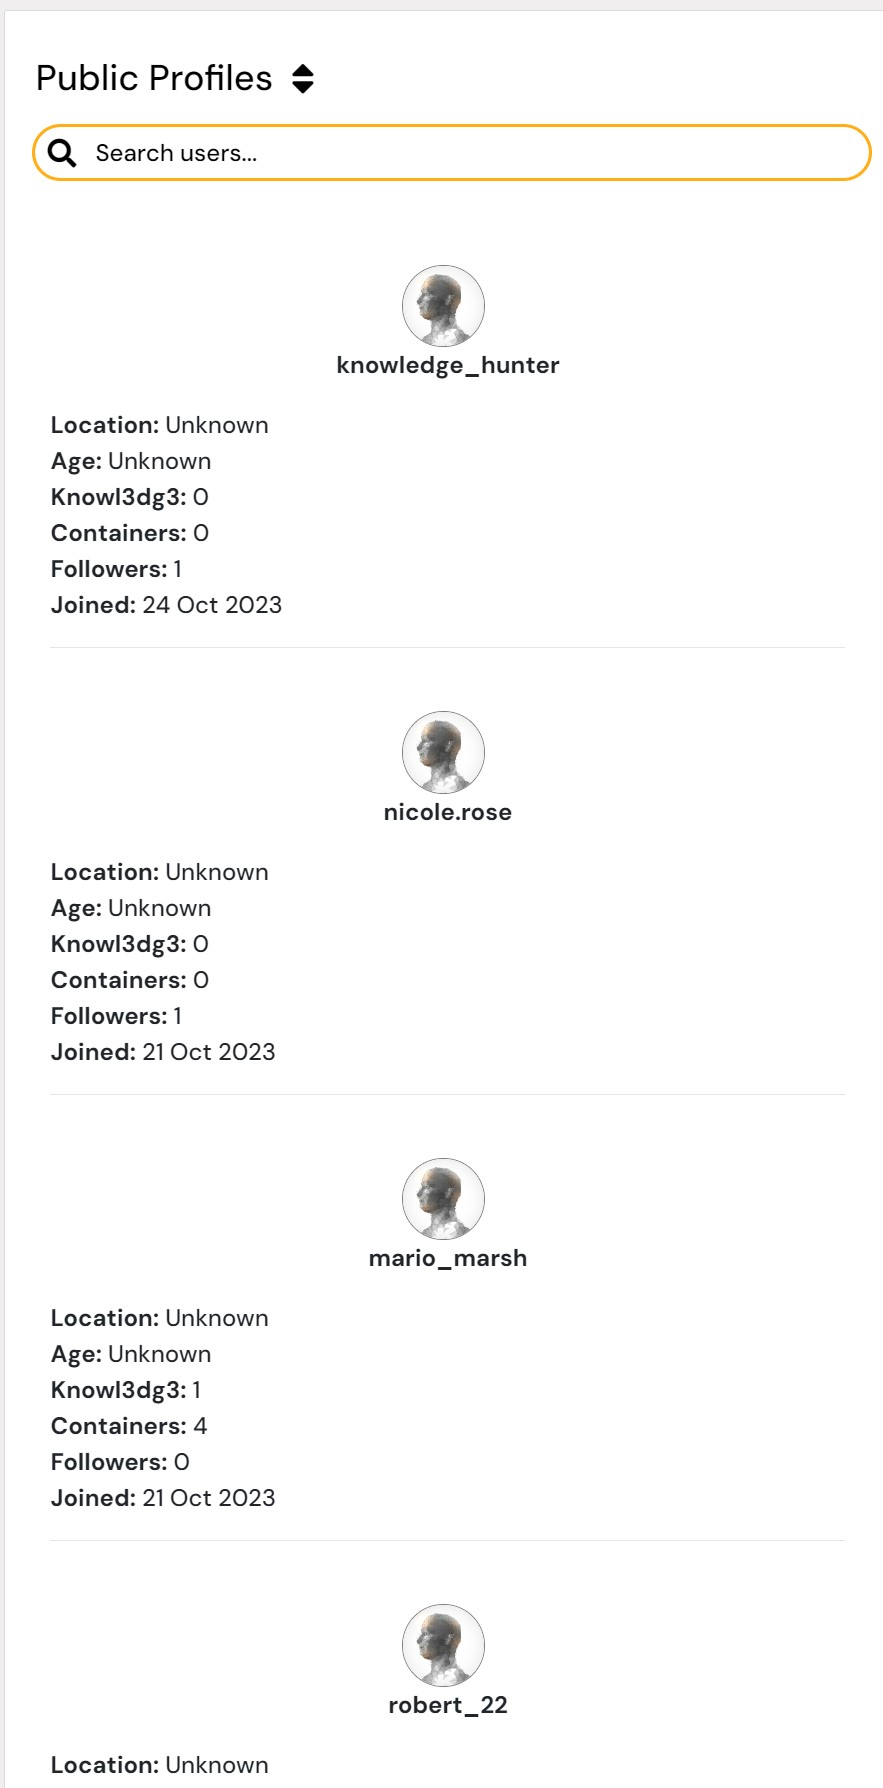 Public Profiles
Search users...
knowledge_hunter
Location: Unknown
Age: Unknown
Knowl3dg3: 0
Containers: 0
Followers: 1
Joined: 24 Oct 2023
nicole.rose
Location: Unknown
Age: Unknown
Knowl3dg3: 0
Containers: 0
Followers: 1
Joined: 21 Oct 2023
mario_marsh
Location: Unknown
Age: Unknown
Knowl3dg3: 1
Containers: 4
Followers: 0
Joined: 21 Oct 2023
robert_22
Location: Unknown